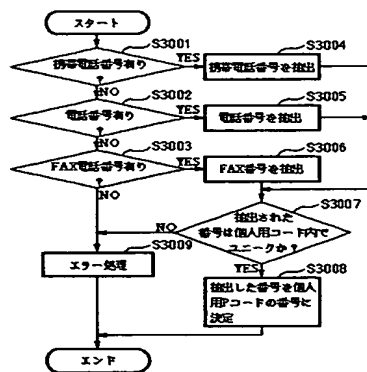 スタート
S3001
携帯電話番号有り
?
YES
S3004
携帯電話番号を抽出
NO
S3002
電話番号有り
?
YES
S3005
電話番号を抽出
NO
S3003
FAX電話番号有り
?
YES
S3006
FAX番号を抽出
NO
S3007
抽出された
番号は個人用コード内で
ユニークか?
NO
S3009
エラー処理
YES
S3008
抽出した番号を個人
用Pコードの番号に
決定
エンド